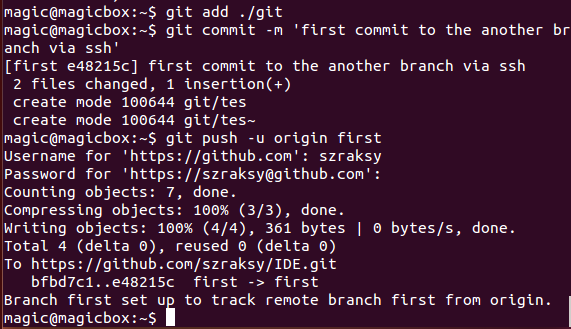 magic@magicbox:~$ git add ./git
magic@magicbox:~$ git commit -m 'first commit to the another br
anch via ssh'
[first e48215c] first commit to the another branch via ssh
 2 files changed, 1 insertion(+)
 create mode 100644 git/tes
 create mode 100644 git/tes~
magic@magicbox:~$ git push -u origin first
Username for 'https://github.com': szraksy
Password for 'https://szraksy@github.com':
Counting objects: 7, done.
Compressing objects: 100% (3/3), done.
Writing objects: 100% (4/4), 361 bytes | 0 bytes/s, done.
Total 4 (delta 0), reused 0 (delta 0)
To https://github.com/szraksy/IDE.git
   bfbd7c1..e48215c  first -> first
Branch first set up to track remote branch first from origin.
magic@magicbox:~$